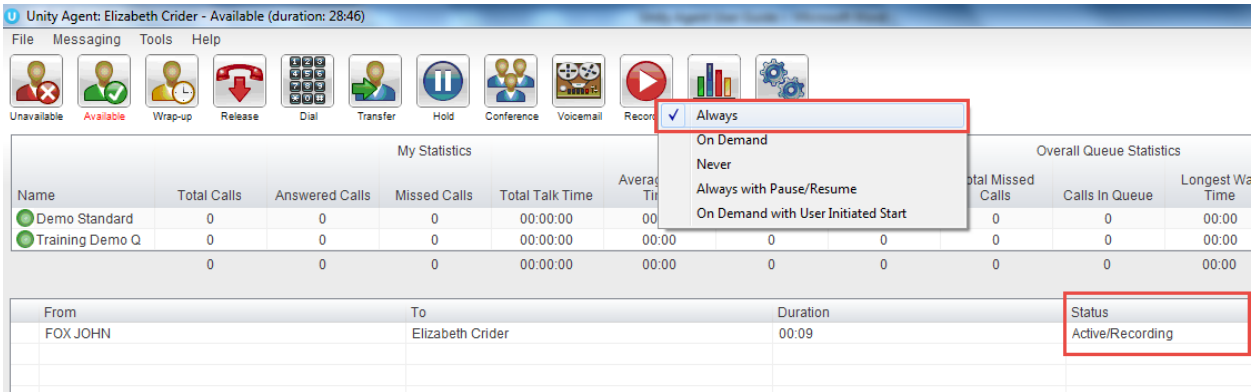 U Unity Agent: Elizabeth Crider - Available (duration: 28:46)
File Messaging Tools Help
Unavailable Available Wrap-up Release Dial Transfer Hold Conference Voicemail
Always
On Demand
Never
Always with Pause/Resume
On Demand with User Initiated Start
My Statistics Overall Queue Statistics
Name Total Calls Answered Calls Missed Calls Total Talk Time Missed Calls Calls In Queue Longest Time
Demo Standard 0 0 0 00:00:00 0 0 00:00
Training Demo Q 0 0 0 00:00:00 00:00 0 0 0 0 00:00
0 0 0 00:00:00 00:00 0 0 0 0 00:00
From To Duration Status
FOX JOHN Elizabeth Crider 00:09 Active/Recording